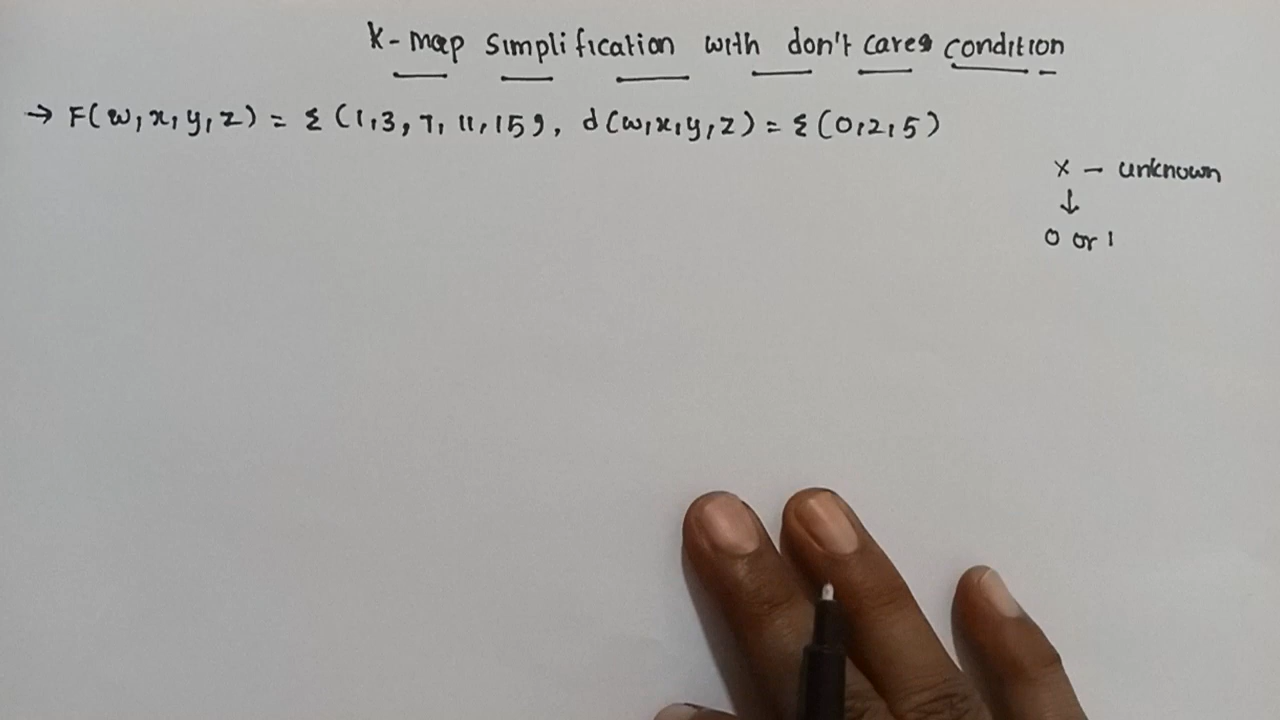 K-map simplification with don't cares condition
→ F(w,x,y,z) = Σ (1,3,7,11,15), d(w,x,y,z) = Σ (0,2,5)
x - unknown
↓
0 or 1